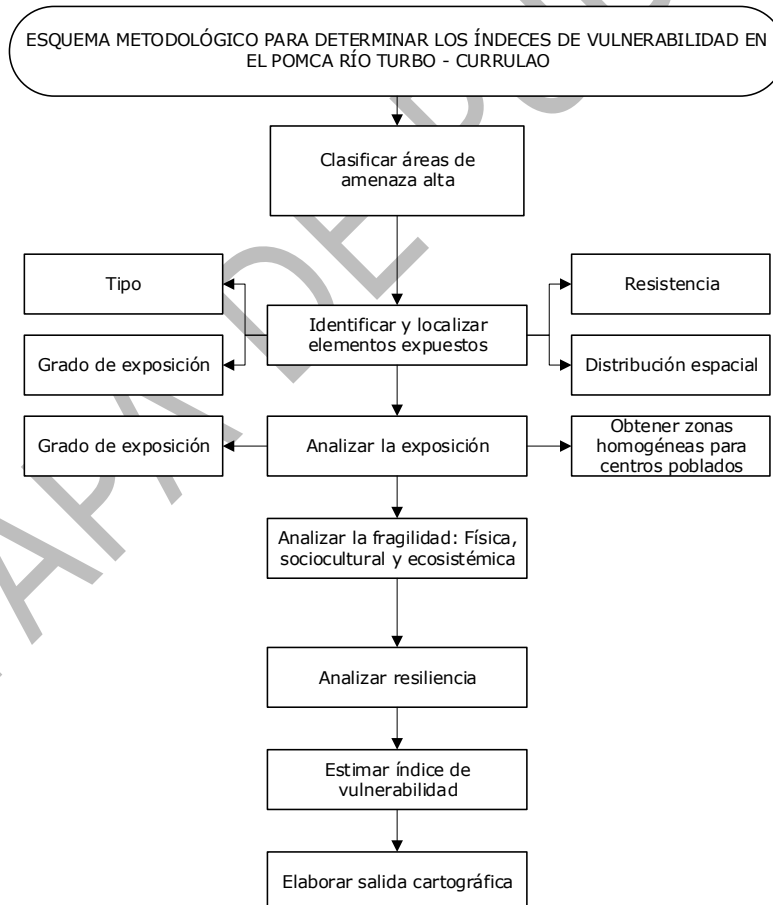 ESQUEMA METODOLÓGICO PARA DETERMINAR LOS ÍNDECES DE VULNERABILIDAD EN
EL POMCA RÍO TURBO - CURRULAO
Clasificar áreas de
amenaza alta
Tipo
Resistencia
Identificar y localizar
elementos expuestos
Grado de exposición
Distribución espacial
Grado de exposición
Analizar la exposición
Obtener zonas
homogéneas para
centros poblados
Analizar la fragilidad: Física,
sociocultural y ecosistémica
Analizar resiliencia
Estimar índice de
vulnerabilidad
Elaborar salida cartográfica